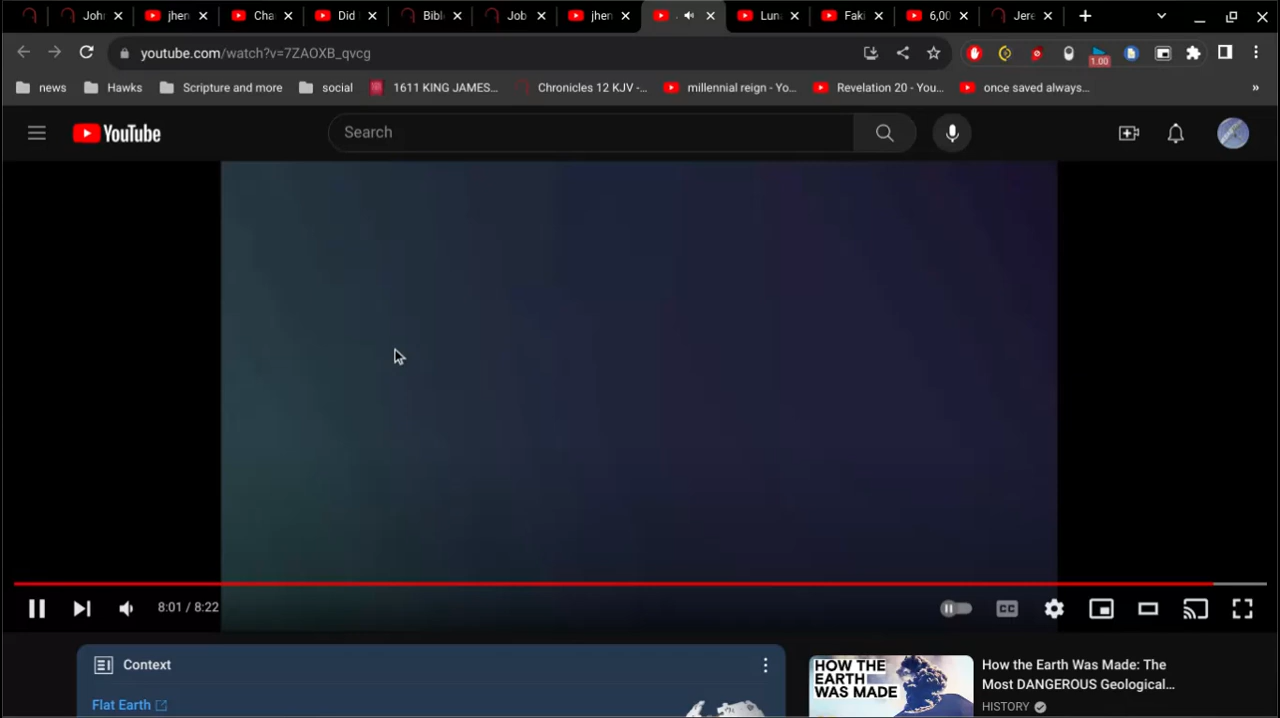 Joh jhen Cha Did Bible Job jhen Luna Faki 6,00 Jere
youtube.com/watch?v=7ZAOXB_qvcg
1.00
news Hawks Scripture and more social 1611 KING JAMES... Chronicles 12 KJV -... millennial reign - Yo... Revelation 20 - You... once saved always... »
YouTube
Search
8:01 / 8:22
CC
Context
Flat Earth
HOW THE
EARTH
WAS MADE
How the Earth Was Made: The
Most DANGEROUS Geological...
HISTORY